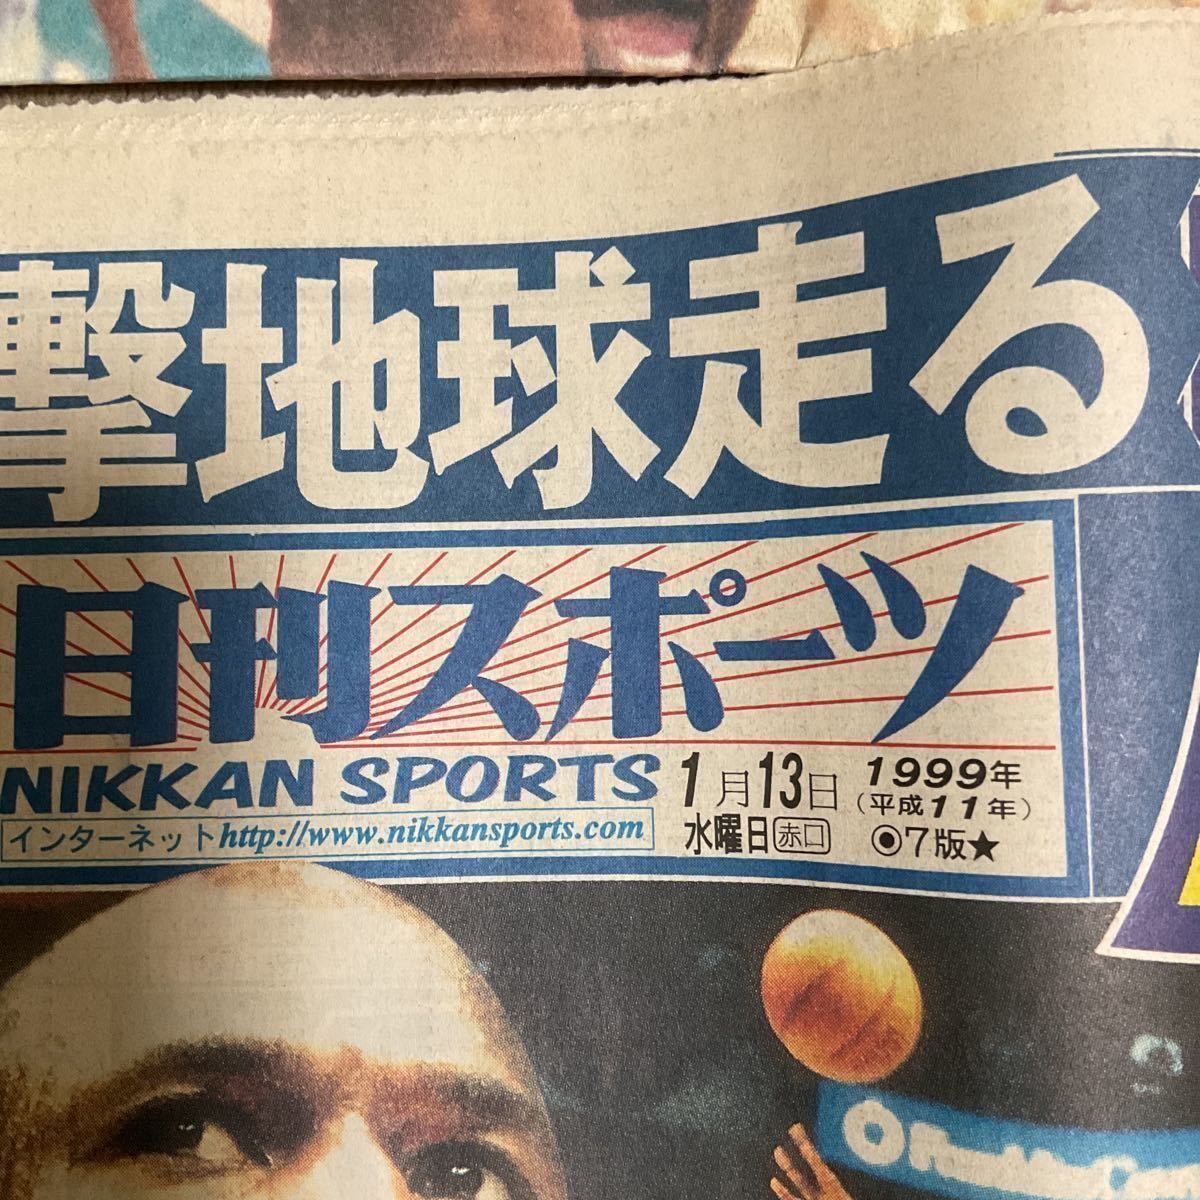 撃地球走る
日刊スポーツ
NIKKAN SPORTS
インターネットhttp://www.nikkansports.com
1月13日
水曜日 赤口
1999年
(平成11年)
◉7版★